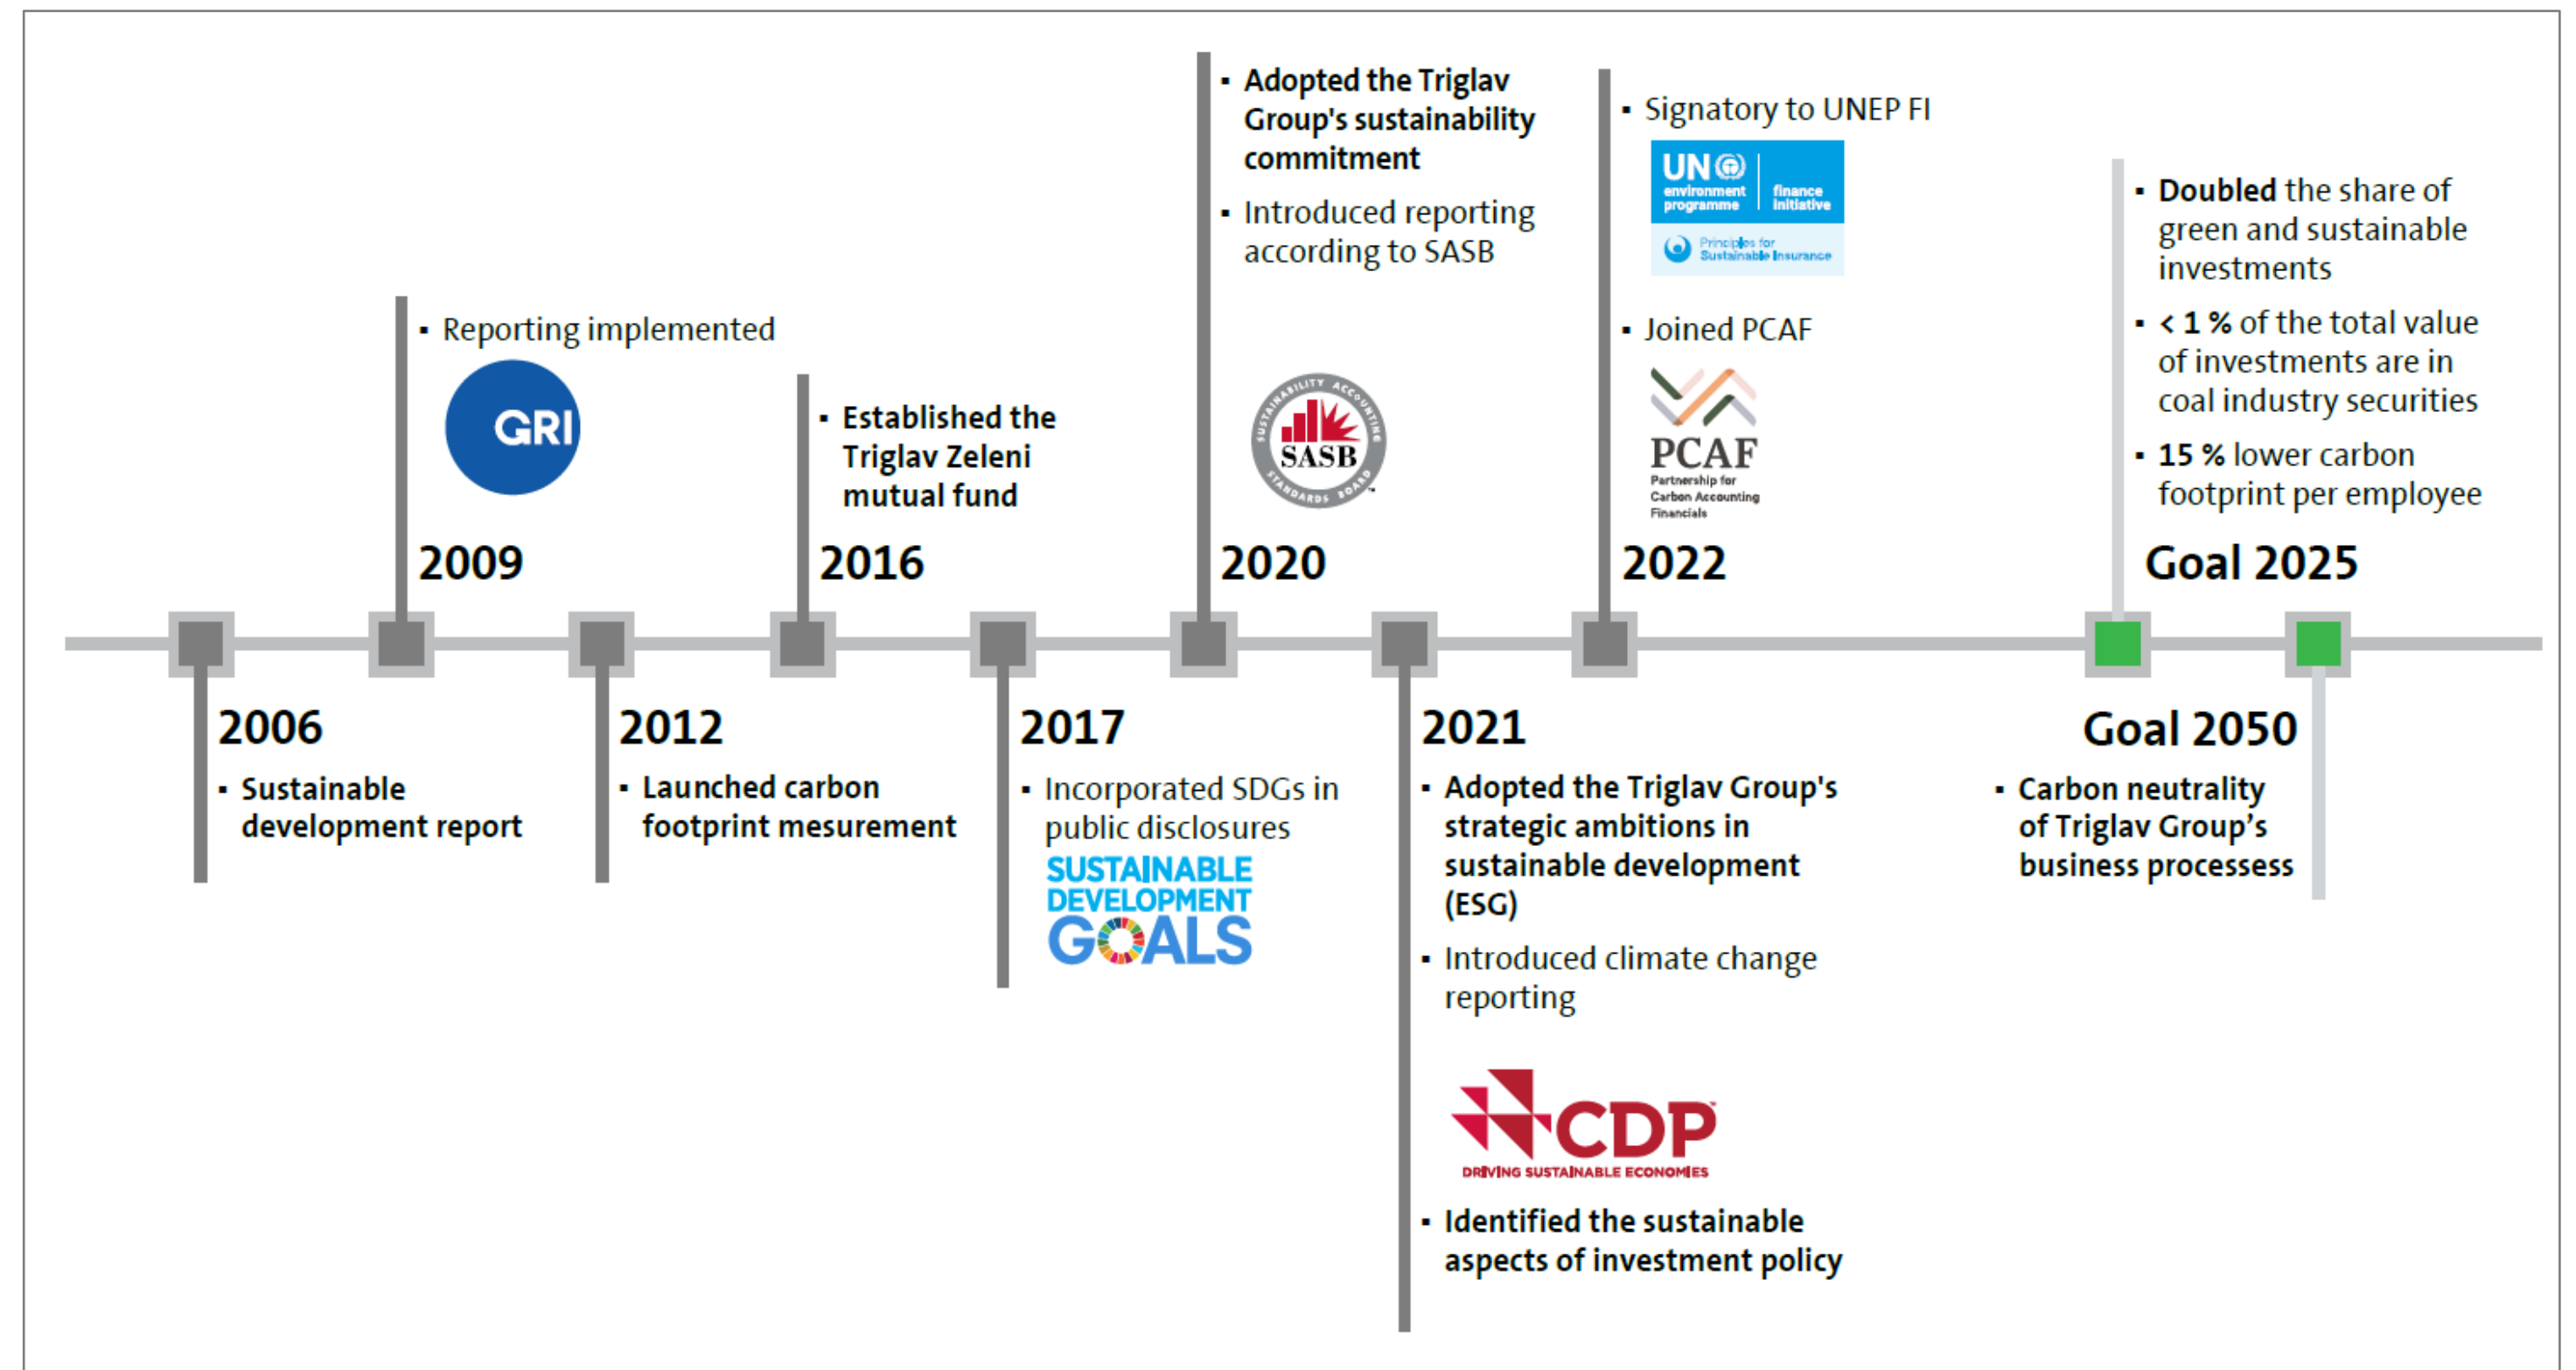 ▪ Reporting implemented
GRI
2009
▪ Established the
Triglav Zeleni
mutual fund
2016
▪ Adopted the Triglav
Group's sustainability
commitment
▪ Introduced reporting
according to SASB
SUSTAINABILITY ACCOUNTING
SASB
STANDARDS BOARD
2020
▪ Signatory to UNEP FI
UN
environment
programme
finance
initiative
Principles for
Sustainable Insurance
▪ Joined PCAF
PCAF
Partnership for
Carbon Accounting
Financials
2022
▪ Doubled the share of
green and sustainable
investments
▪ < 1 % of the total value
of investments are in
coal industry securities
▪ 15 % lower carbon
footprint per employee
Goal 2025
2006
▪ Sustainable
development report
2012
▪ Launched carbon
footprint mesurement
2017
▪ Incorporated SDGs in
public disclosures
SUSTAINABLE
DEVELOPMENT
GOALS
2021
▪ Adopted the Triglav Group's
strategic ambitions in
sustainable development
(ESG)
▪ Introduced climate change
reporting
CDP
DRIVING SUSTAINABLE ECONOMIES
▪ Identified the sustainable
aspects of investment policy
Goal 2050
▪ Carbon neutrality
of Triglav Group’s
business processess